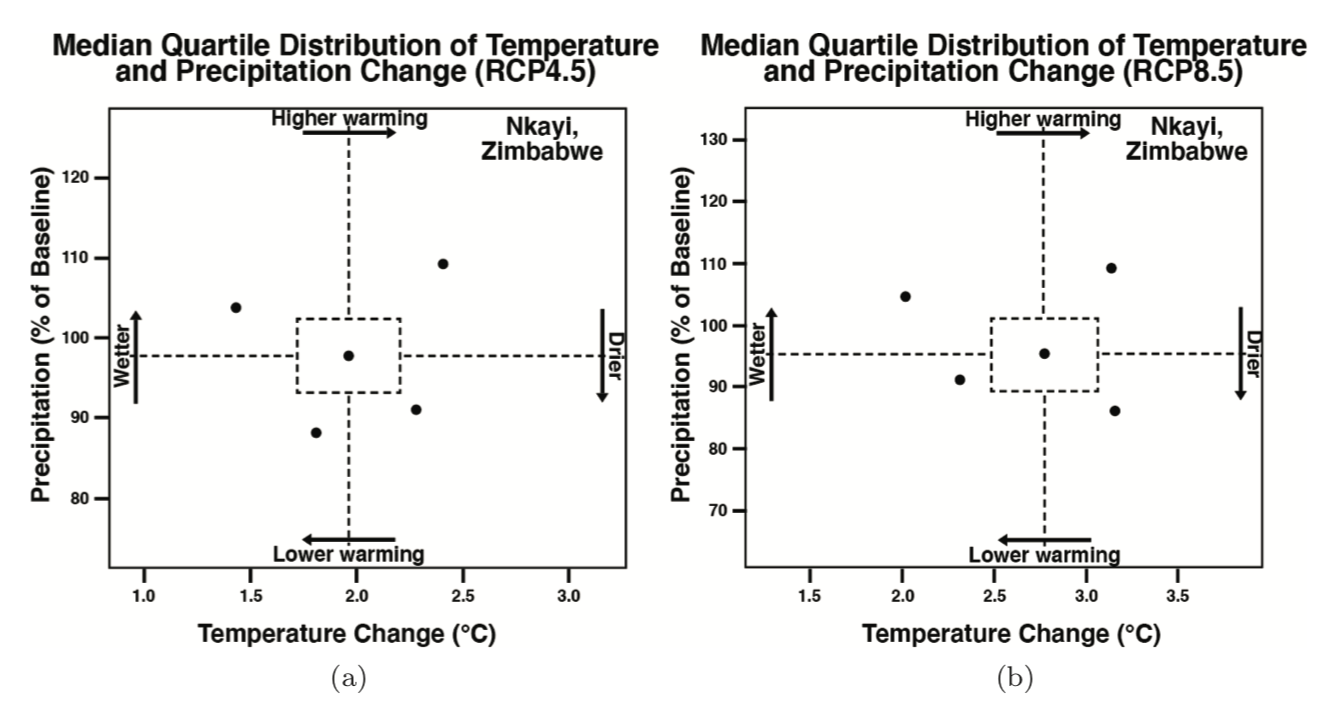 Median Quartile Distribution of Temperature
and Precipitation Change (RCP4.5)
Higher warming
Nkayi,
Zimbabwe
Precipitation (% of Baseline)
120
110
100
90
80
Wetter
Drier
Lower warming
1.0
1.5
2.0
2.5
3.0
Temperature Change (°C)
(a)
Median Quartile Distribution of Temperature
and Precipitation Change (RCP8.5)
Higher warming
Nkayi,
Zimbabwe
Precipitation (% of Baseline)
130
120
110
100
90
80
70
Wetter
Drier
Lower warming
1.5
2.0
2.5
3.0
3.5
Temperature Change (°C)
(b)